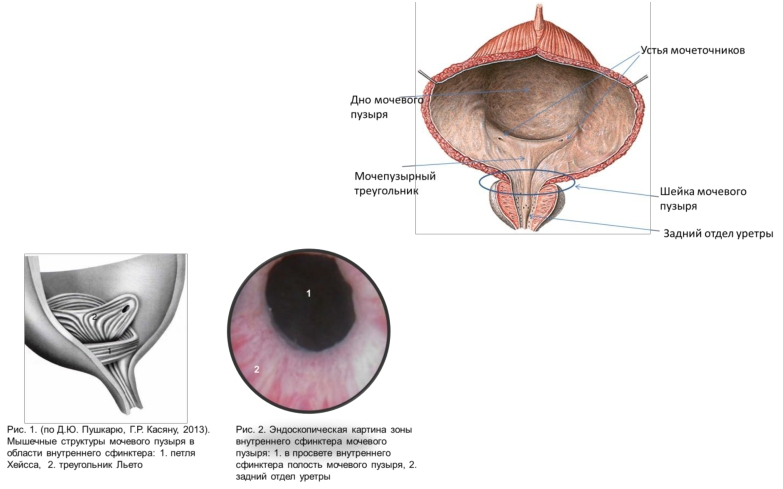 Устья мочеточников
Дно мочевого
пузыря
Мочепузырный
треугольник
Шейка мочевого
пузыря
Задний отдел уретры
2
1
1
2
Рис. 1. (по Д.Ю. Пушкарю, Г.Р. Касяну, 2013).
Мышечные структуры мочевого пузыря в
области внутреннего сфинктера: 1. петля
Хейсса, 2. треугольник Льето
Рис. 2. Эндоскопическая картина зоны
внутреннего сфинктера мочевого
пузыря: 1. в просвете внутреннего
сфинктера полость мочевого пузыря, 2.
задний отдел уретры